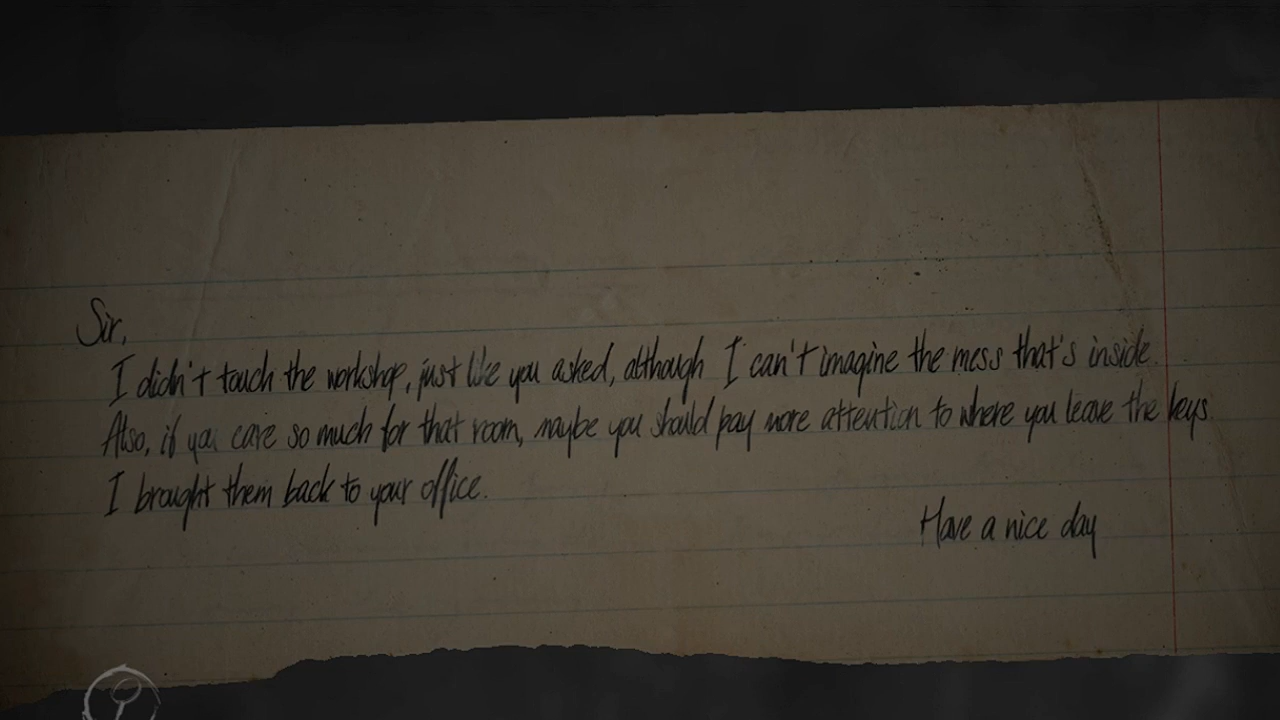 Sir,
I didn't touch the workshop, just like you asked, although I can't imagine the mess that's inside.
Also, if you care so much for that room, maybe you should pay more attention to where you leave the keys.
I brought them back to your office.
Have a nice day